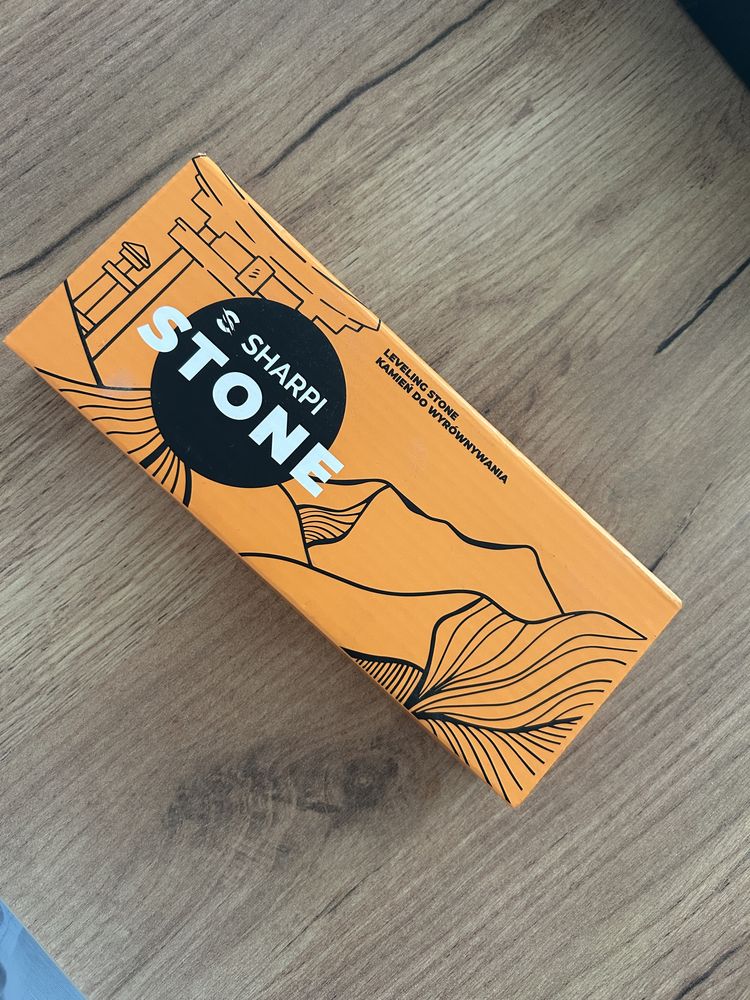 SHARPI
STONE
LEVELING STONE
KAMIEŃ DO WYRÓWNYWANIA